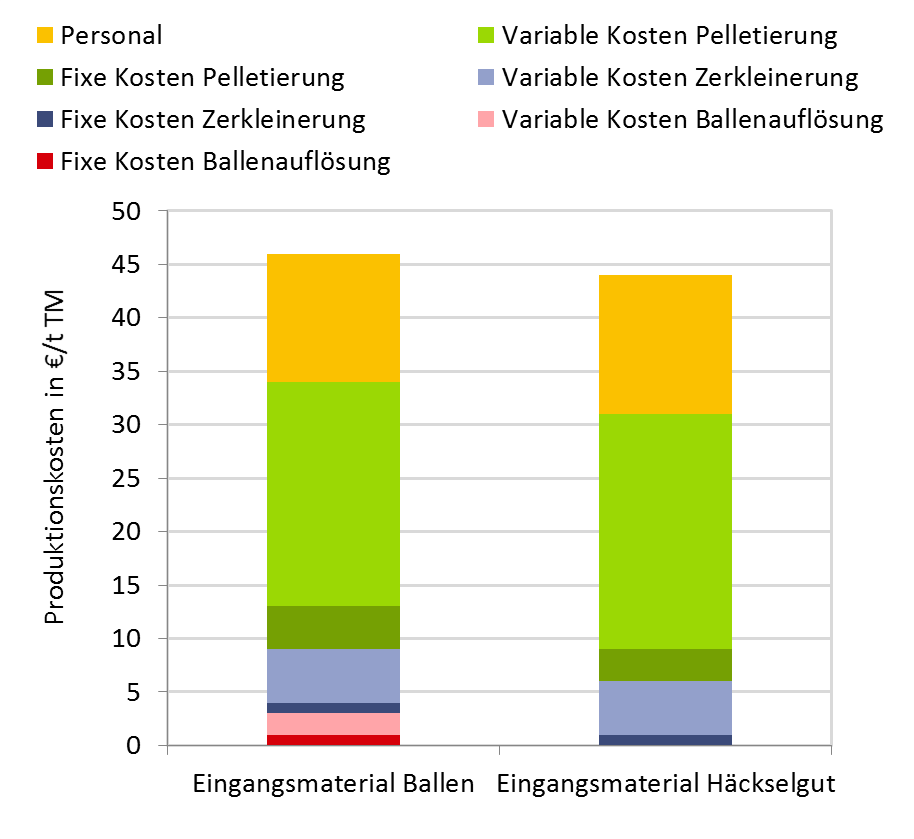 Personal
Variable Kosten Pelletierung
Fixe Kosten Pelletierung
Variable Kosten Zerkleinerung
Fixe Kosten Zerkleinerung
Variable Kosten Ballenauflösung
Fixe Kosten Ballenauflösung
Produktionskosten in €/t TM
50
45
40
35
30
25
20
15
10
5
0
Eingangsmaterial Ballen
Eingangsmaterial Häckselgut